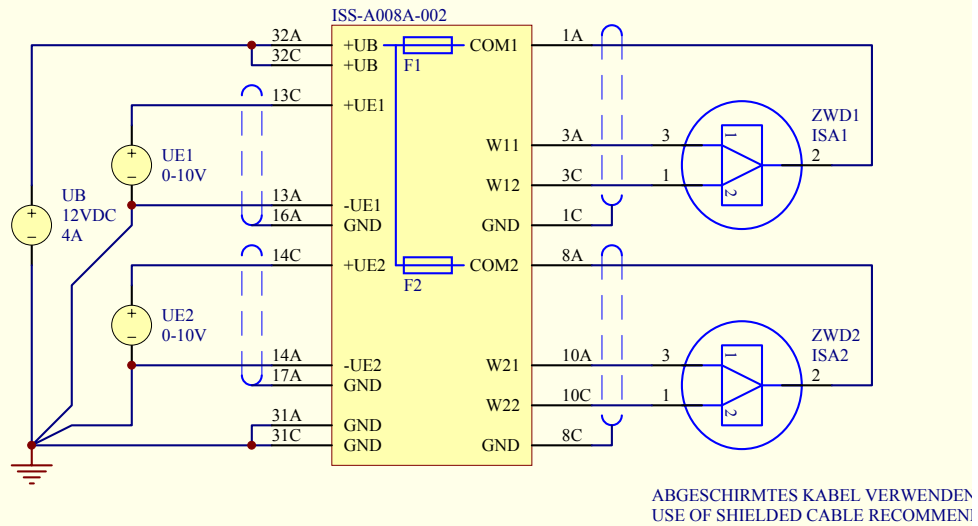 ISS-A008A-002
32A +UB COM1 1A
32C +UB F1
13C +UE1
UE1
0-10V
W11 3A 3 1 ZWD1
ISA1
W12 3C 1 2 2
13A -UE1
16A GND GND 1C
UB
12VDC
4A
14C +UE2 COM2 8A
F2
UE2
0-10V
14A -UE2 W21 10A 3 1 ZWD2
ISA2
17A GND W22 10C 1 2 2
31A GND
31C GND GND 8C
ABGESCHIRMTES KABEL VERWENDEN
USE OF SHIELDED CABLE